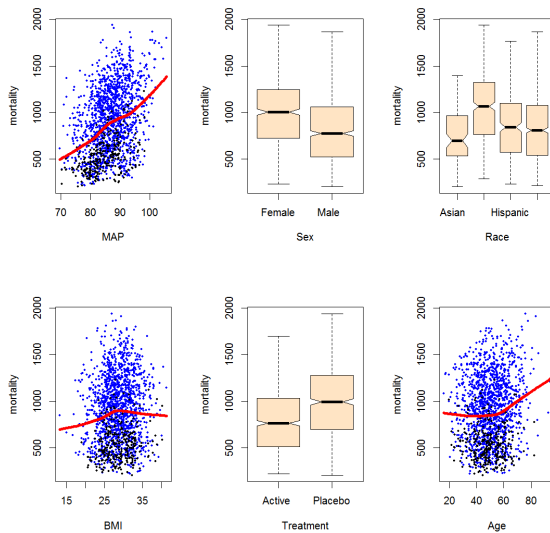 mortality
500 1000 1500 2000
70 80 90 100
MAP
mortality
500 1000 1500 2000
Female Male
Sex
mortality
500 1000 1500 2000
Asian Hispanic
Race
mortality
500 1000 1500 2000
15 25 35
BMI
mortality
500 1000 1500 2000
Active Placebo
Treatment
mortality
500 1000 1500 2000
20 40 60 80
Age